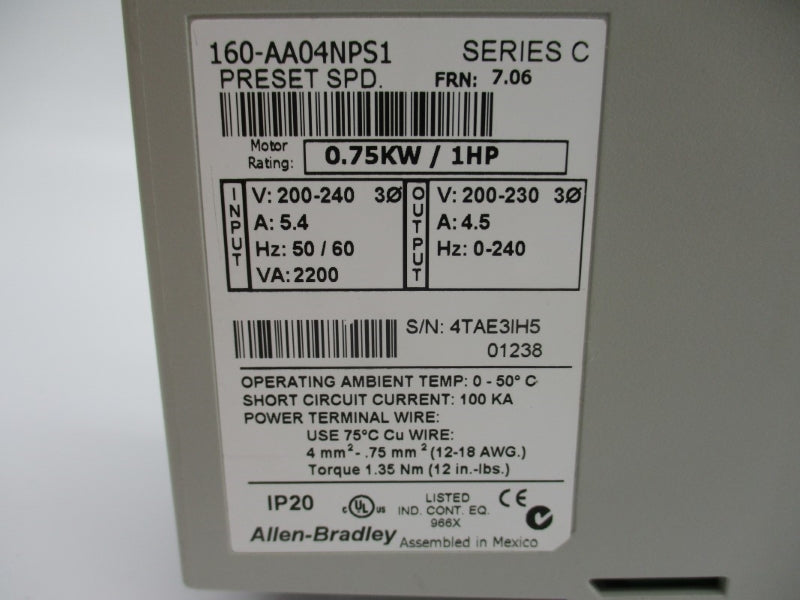 160-AA04NPS1 SERIES C
PRESET SPD. FRN: 7.06
Motor Rating: 0.75KW / 1HP
INPUT
V: 200-240 3Ø
A: 5.4
Hz: 50 / 60
VA: 2200
OUTPUT
V: 200-230 3Ø
A: 4.5
Hz: 0-240
S/N: 4TAE3IH5
01238
OPERATING AMBIENT TEMP: 0 - 50° C
SHORT CIRCUIT CURRENT: 100 KA
POWER TERMINAL WIRE:
USE 75°C Cu WIRE:
4 mm²- .75 mm² (12-18 AWG.)
Torque 1.35 Nm (12 in.-lbs.)
IP20 c UL us LISTED CE
IND. CONT. EQ.
966X
Allen-Bradley Assembled in Mexico